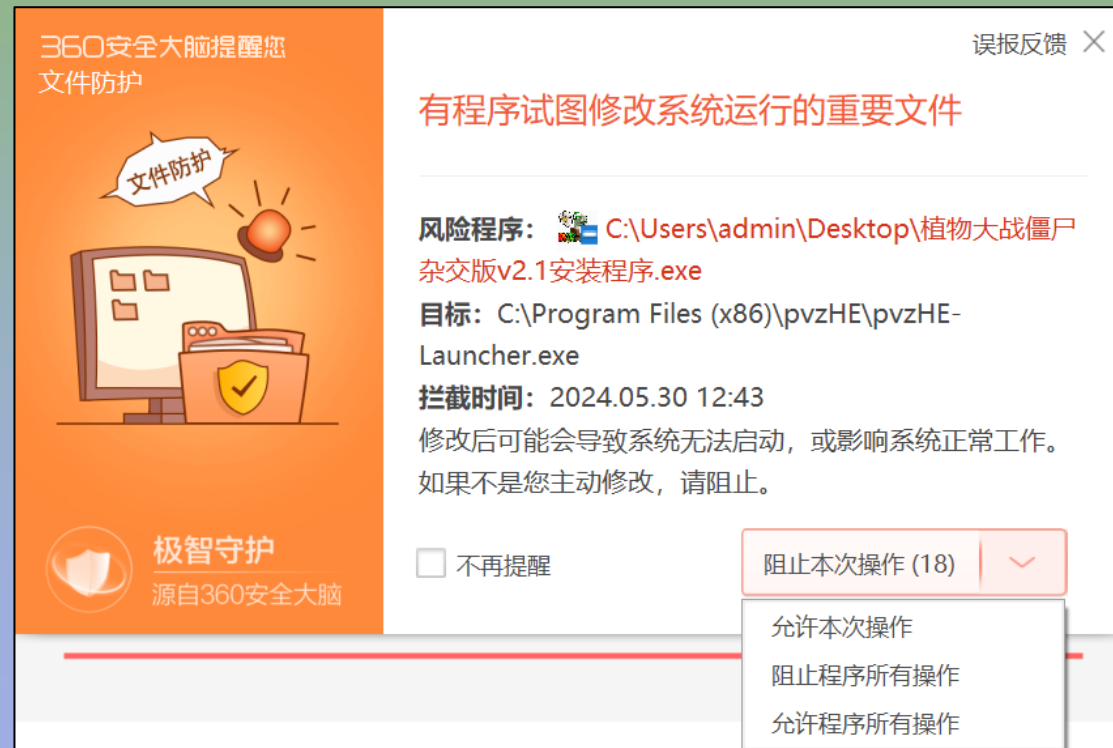 360安全大脑提醒您
文件防护
文件防护
极智守护
源自360安全大脑
误报反馈
有程序试图修改系统运行的重要文件
风险程序： C:\Users\admin\Desktop\植物大战僵尸
杂交版v2.1安装程序.exe
目标：C:\Program Files (x86)\pvzHE\pvzHE-
Launcher.exe
拦截时间：2024.05.30 12:43
修改后可能会导致系统无法启动，或影响系统正常工作。
如果不是您主动修改，请阻止。
不再提醒
阻止本次操作 (18)
允许本次操作
阻止程序所有操作
允许程序所有操作